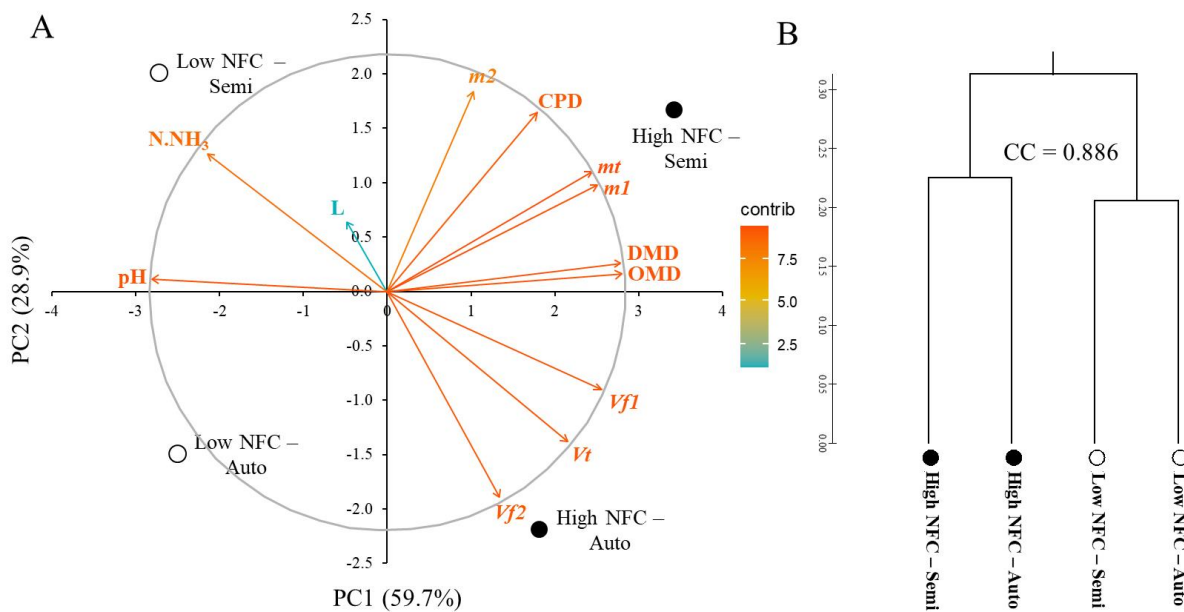 A
B
2.5
2.0
1.5
1.0
0.5
0.0
-0.5
-1.0
-1.5
-2.0
-2.5
-4
-3
-2
-1
0
1
2
3
4
PC2 (28.9%)
PC1 (59.7%)
Low NFC –
Semi
High NFC –
Semi
Low NFC –
Auto
High NFC –
Auto
m2
CPD
N.NH3
mt
m1
L
DMD
OMD
pH
Vf1
Vt
Vf2
contrib
7.5
5.0
2.5
0.30
0.25
0.20
0.15
0.10
0.05
0.00
CC = 0.886
High NFC – Semi
High NFC – Auto
Low NFC – Semi
Low NFC – Auto